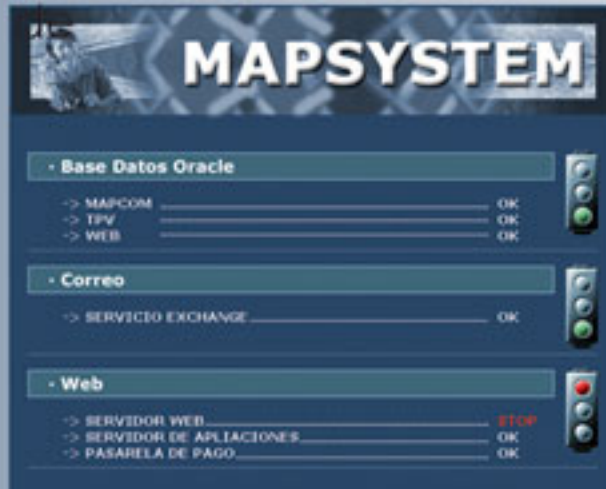 MAPSYSTEM
· Base Datos Oracle
-> MAPCOM OK
-> TPV OK
-> WEB OK
· Correo
-> SERVICIO EXCHANGE OK
· Web
-> SERVIDOR WEB STOP
-> SERVIDOR DE APLIACIONES OK
-> PASARELA DE PAGO OK